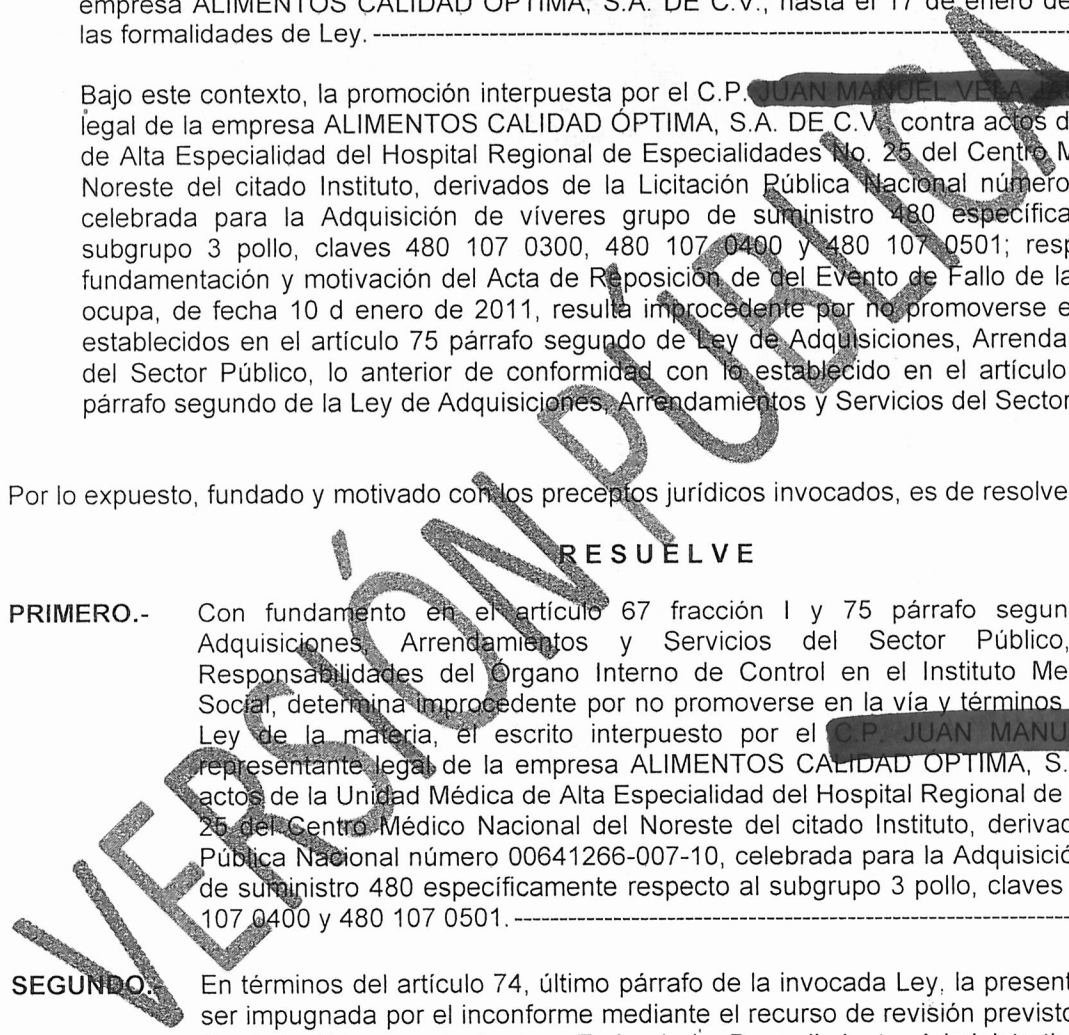 empresa ALIMENTOS CALIDAD ÓPTIMA, S.A. DE C.V., hasta el 17 de enero de
las formalidades de Ley.------------------------------------------------------------
Bajo este contexto, la promoción interpuesta por el C.P.
legal de la empresa ALIMENTOS CALIDAD ÓPTIMA, S.A. DE C.V., contra actos d
de Alta Especialidad del Hospital Regional de Especialidades No. 25 del Centro M
Noreste del citado Instituto, derivados de la Licitación Pública Nacional número
celebrada para la Adquisición de víveres grupo de suministro 480 específica
subgrupo 3 pollo, claves 480 107 0300, 480 107 0400 y 480 107 0501; resp
fundamentación y motivación del Acta de Reposición de del Evento de Fallo de la
ocupa, de fecha 10 d enero de 2011, resulta improcedente por no promoverse e
establecidos en el artículo 75 párrafo segundo de Ley de Adquisiciones, Arrenda
del Sector Público, lo anterior de conformidad con lo establecido en el artículo
párrafo segundo de la Ley de Adquisiciones, Arrendamientos y Servicios del Sector
Por lo expuesto, fundado y motivado con los preceptos jurídicos invocados, es de resolve
R E S U E L V E
PRIMERO.- Con fundamento en el artículo 67 fracción I y 75 párrafo segun
Adquisiciones, Arrendamientos y Servicios del Sector Público,
Responsabilidades del Órgano Interno de Control en el Instituto Me
Social, determina improcedente por no promoverse en la vía y términos
Ley de la materia, el escrito interpuesto por el
representante legal de la empresa ALIMENTOS CALIDAD ÓPTIMA, S.
actos de la Unidad Médica de Alta Especialidad del Hospital Regional de
25 del Centro Médico Nacional del Noreste del citado Instituto, derivad
Pública Nacional número 00641266-007-10, celebrada para la Adquisició
de suministro 480 específicamente respecto al subgrupo 3 pollo, claves
107 0400 y 480 107 0501.------------------------------------------------------------
SEGUNDO.- En términos del artículo 74, último párrafo de la invocada Ley, la present
ser impugnada por el inconforme mediante el recurso de revisión previsto
VERSIÓN PÚBLICA